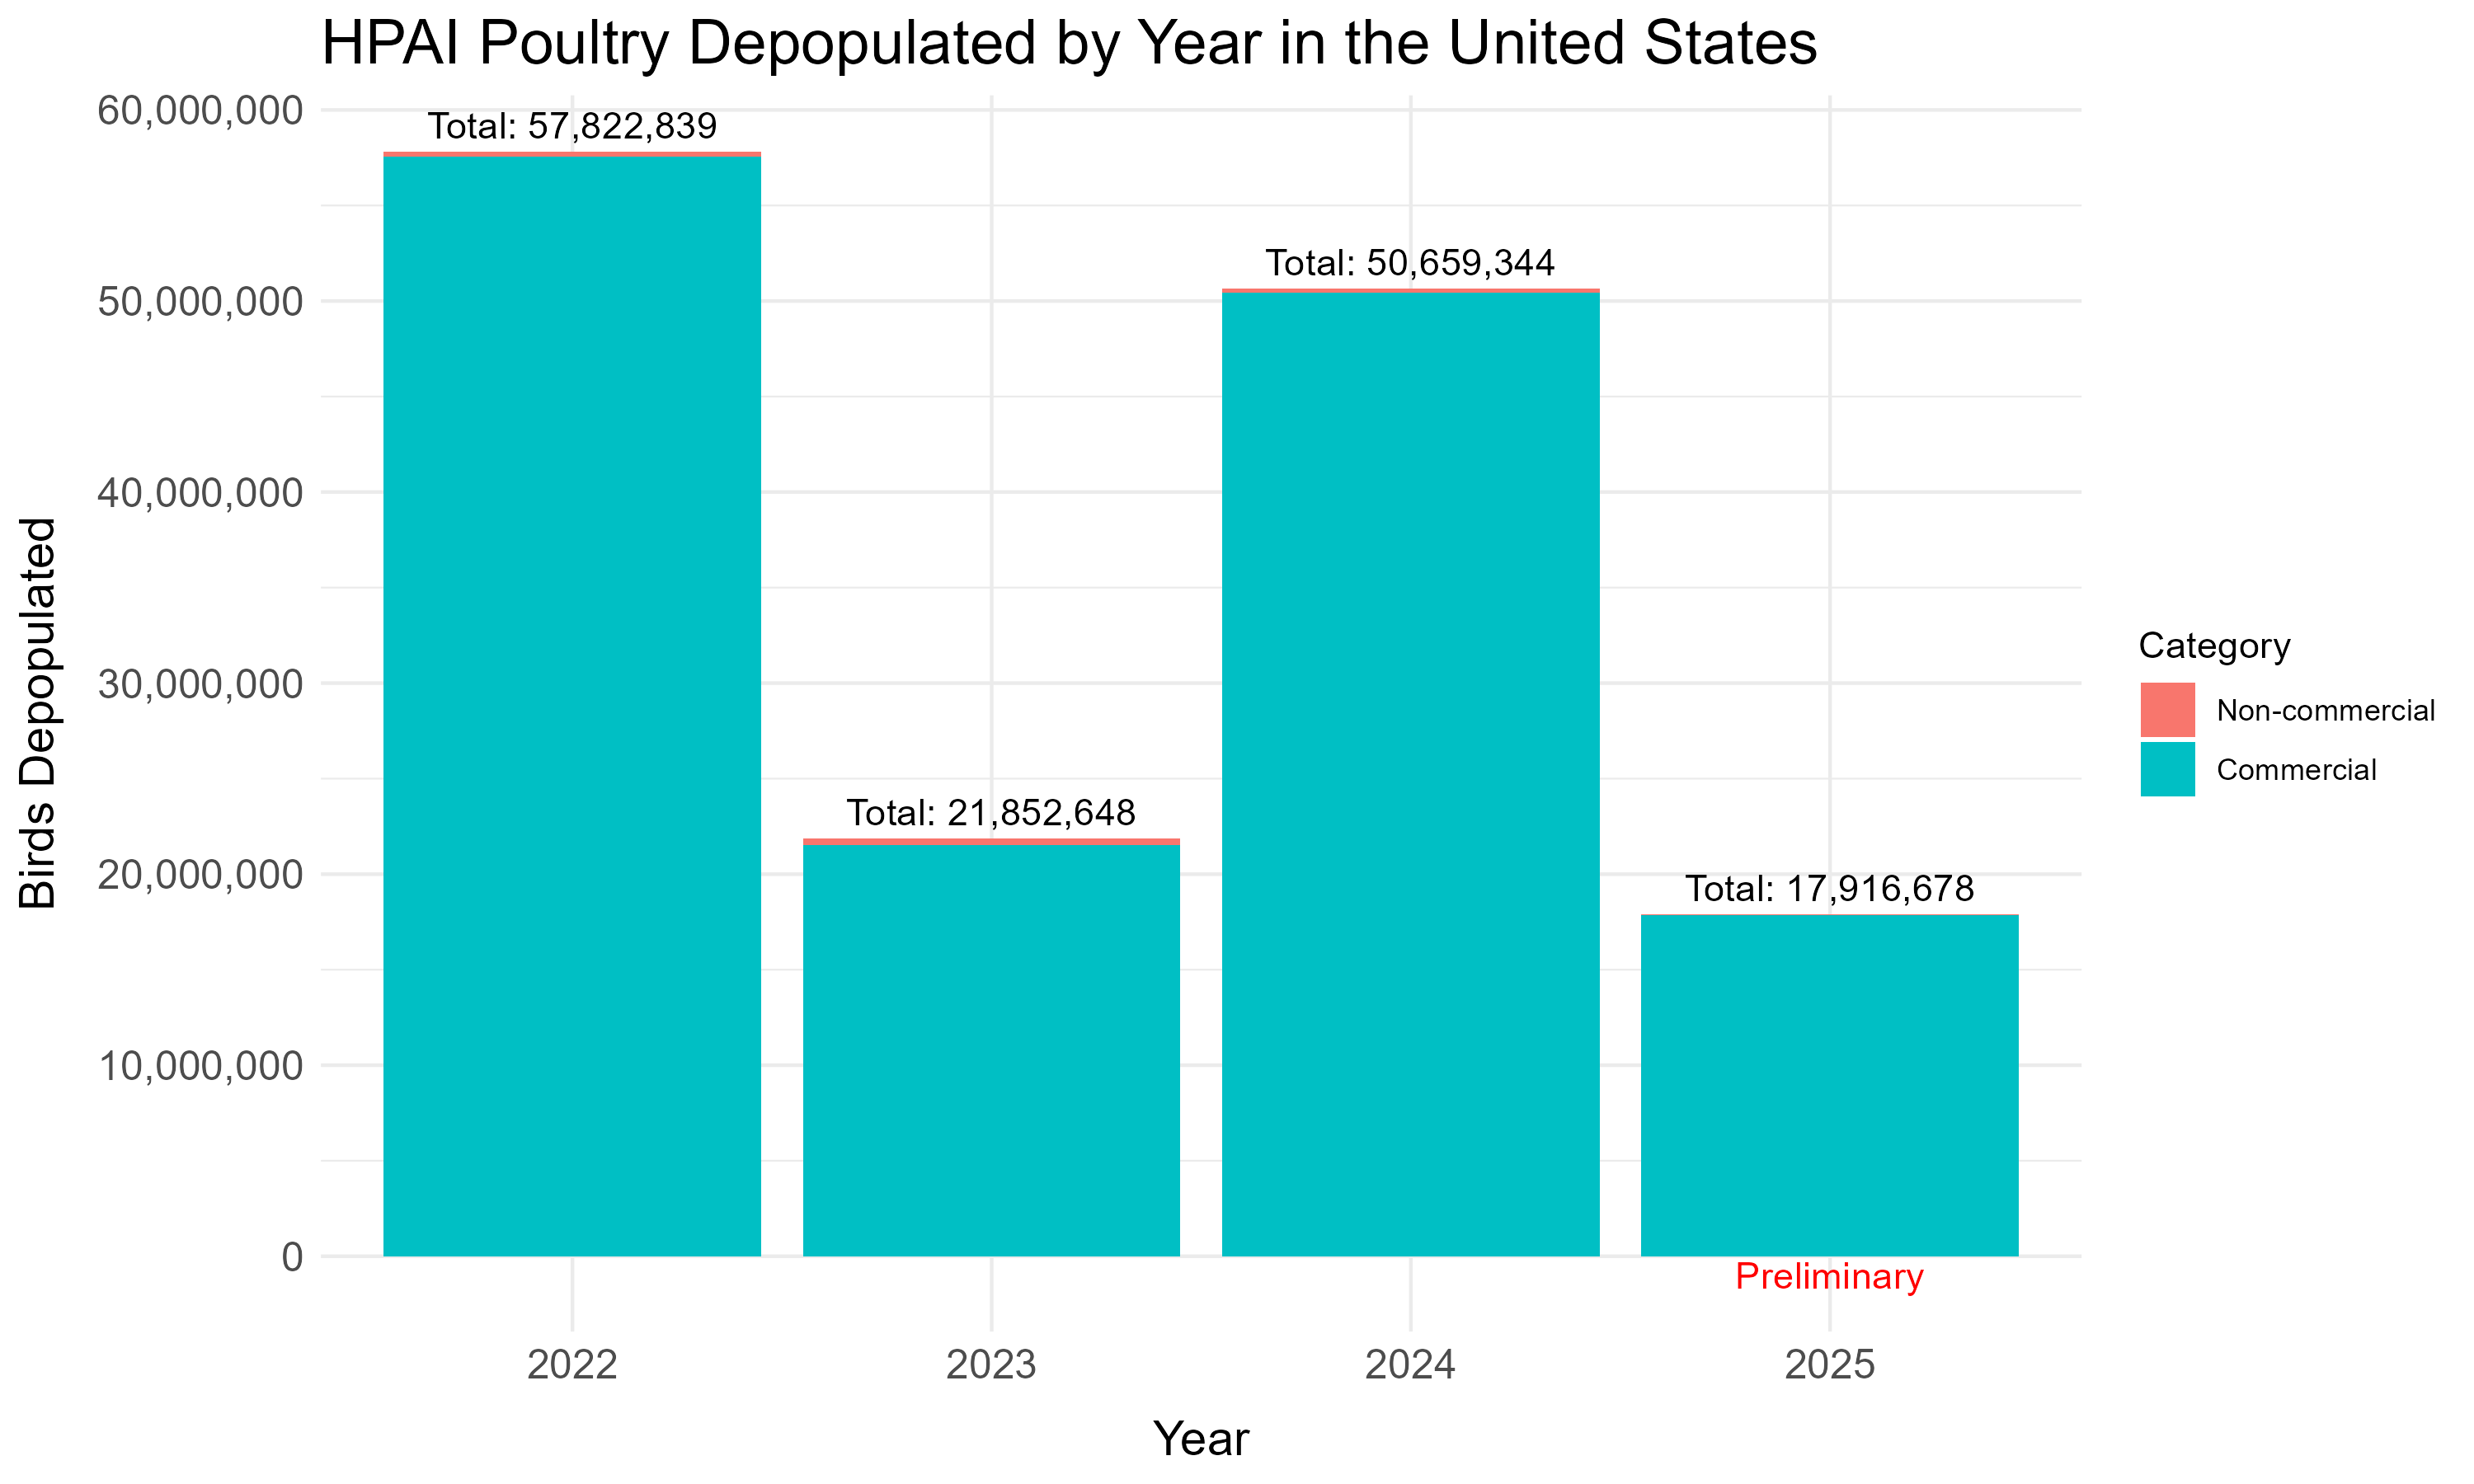 HPAI Poultry Depopulated by Year in the United States
60,000,000
50,000,000
40,000,000
30,000,000
20,000,000
10,000,000
0
Birds Depopulated
Total: 57,822,839
Total: 21,852,648
Total: 50,659,344
Total: 17,916,678
Preliminary
2022
2023
2024
2025
Year
Category
Non-commercial
Commercial